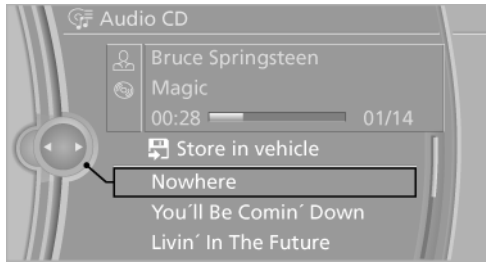 Audio CD
Bruce Springsteen
Magic
00:28 01/14
Store in vehicle
Nowhere
You´ll Be Comin´ Down
Livin´ In The Future